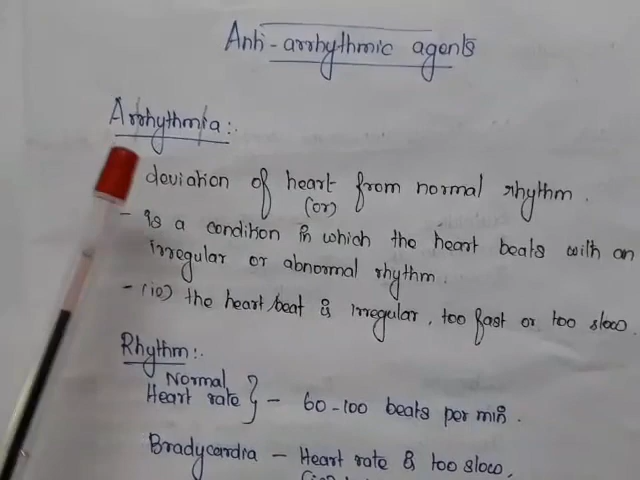 Anti-arrhythmic agents
Arrhythmia:.
deviation of heart from normal rhythm.
(or)
- is a condition in which the heart beats with an
irregular or abnormal rhythm.
- (ie) the heart/beat is irregular, too fast or too slow.
Rhythm:.
Normal
Heart rate } - 60-100 beats per min.
Bradycardia - Heart rate is too slow,